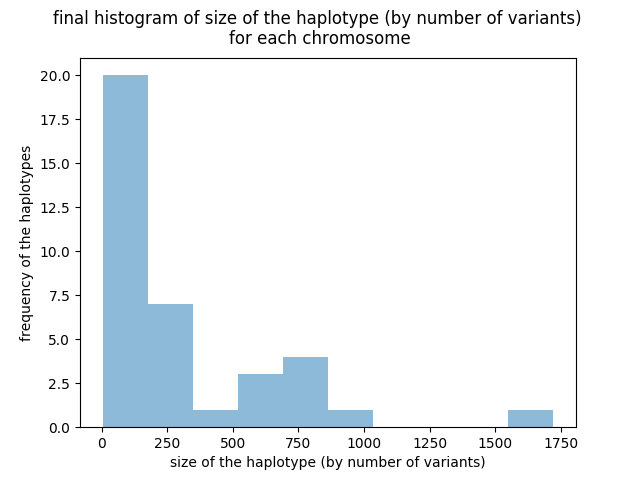 final histogram of size of the haplotype (by number of variants)
for each chromosome
20.0
17.5
15.0
12.5
10.0
7.5
5.0
2.5
0.0
frequency of the haplotypes
0 250 500 750 1000 1250 1500 1750
size of the haplotype (by number of variants)